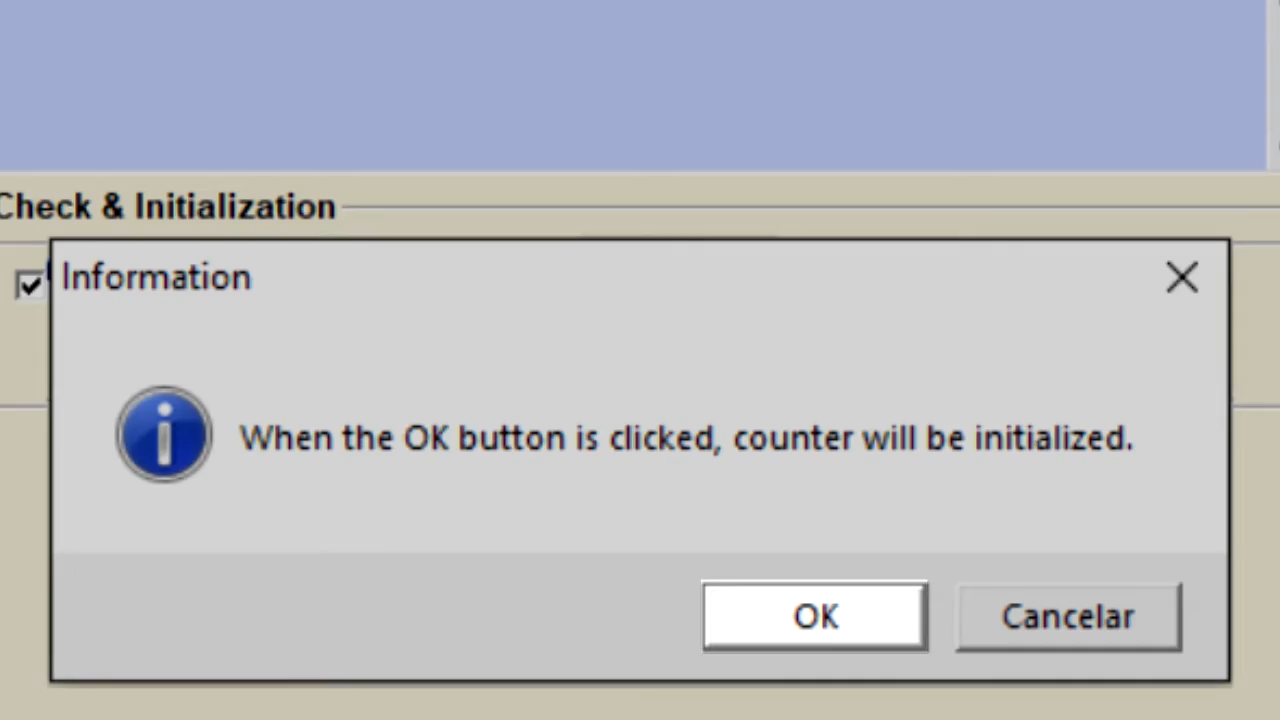 Check & Initialization
Information
When the OK button is clicked, counter will be initialized.
OK
Cancelar